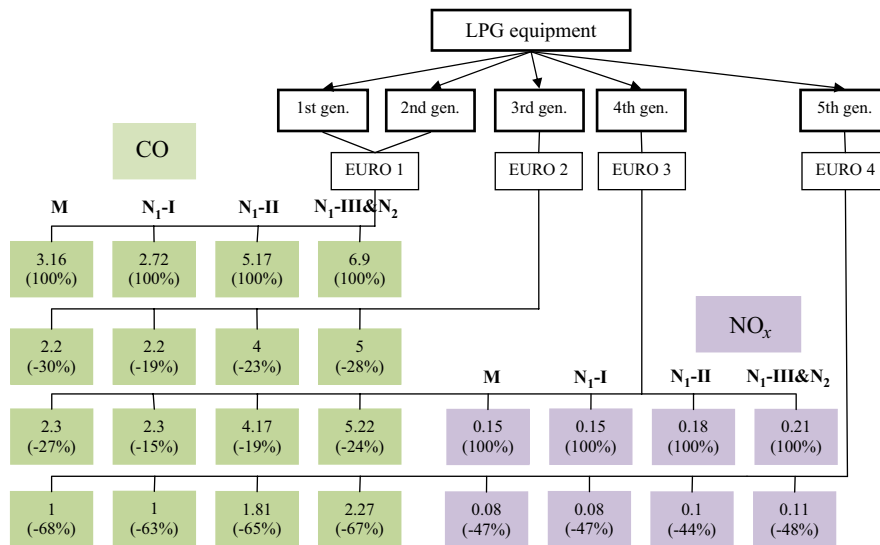 LPG equipment
1st gen. 2nd gen. 3rd gen. 4th gen. 5th gen.
CO
EURO 1 EURO 2 EURO 3 EURO 4
M N₁-I N₁-II N₁-III&N₂
3.16 2.72 5.17 6.9
(100%) (100%) (100%) (100%)
NOₓ
2.2 2.2 4 5
(-30%) (-19%) (-23%) (-28%)
M N₁-I N₁-II N₁-III&N₂
2.3 2.3 4.17 5.22 0.15 0.15 0.18 0.21
(-27%) (-15%) (-19%) (-24%) (100%) (100%) (100%) (100%)
1 1 1.81 2.27 0.08 0.08 0.1 0.11
(-68%) (-63%) (-65%) (-67%) (-47%) (-47%) (-44%) (-48%)